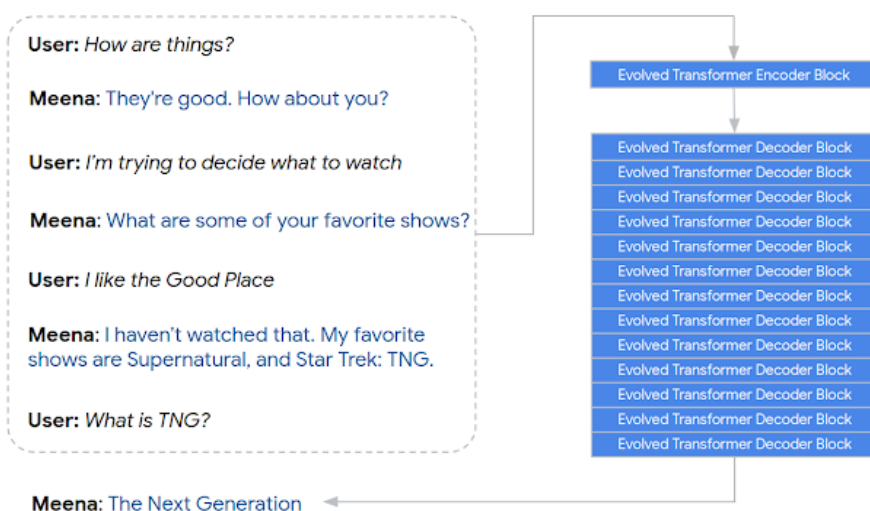 User: How are things?
Meena: They're good. How about you?
User: I'm trying to decide what to watch
Meena: What are some of your favorite shows?
User: I like the Good Place
Meena: I haven't watched that. My favorite
shows are Supernatural, and Star Trek: TNG.
User: What is TNG?
Meena: The Next Generation
Evolved Transformer Encoder Block
Evolved Transformer Decoder Block
Evolved Transformer Decoder Block
Evolved Transformer Decoder Block
Evolved Transformer Decoder Block
Evolved Transformer Decoder Block
Evolved Transformer Decoder Block
Evolved Transformer Decoder Block
Evolved Transformer Decoder Block
Evolved Transformer Decoder Block
Evolved Transformer Decoder Block
Evolved Transformer Decoder Block
Evolved Transformer Decoder Block
Evolved Transformer Decoder Block